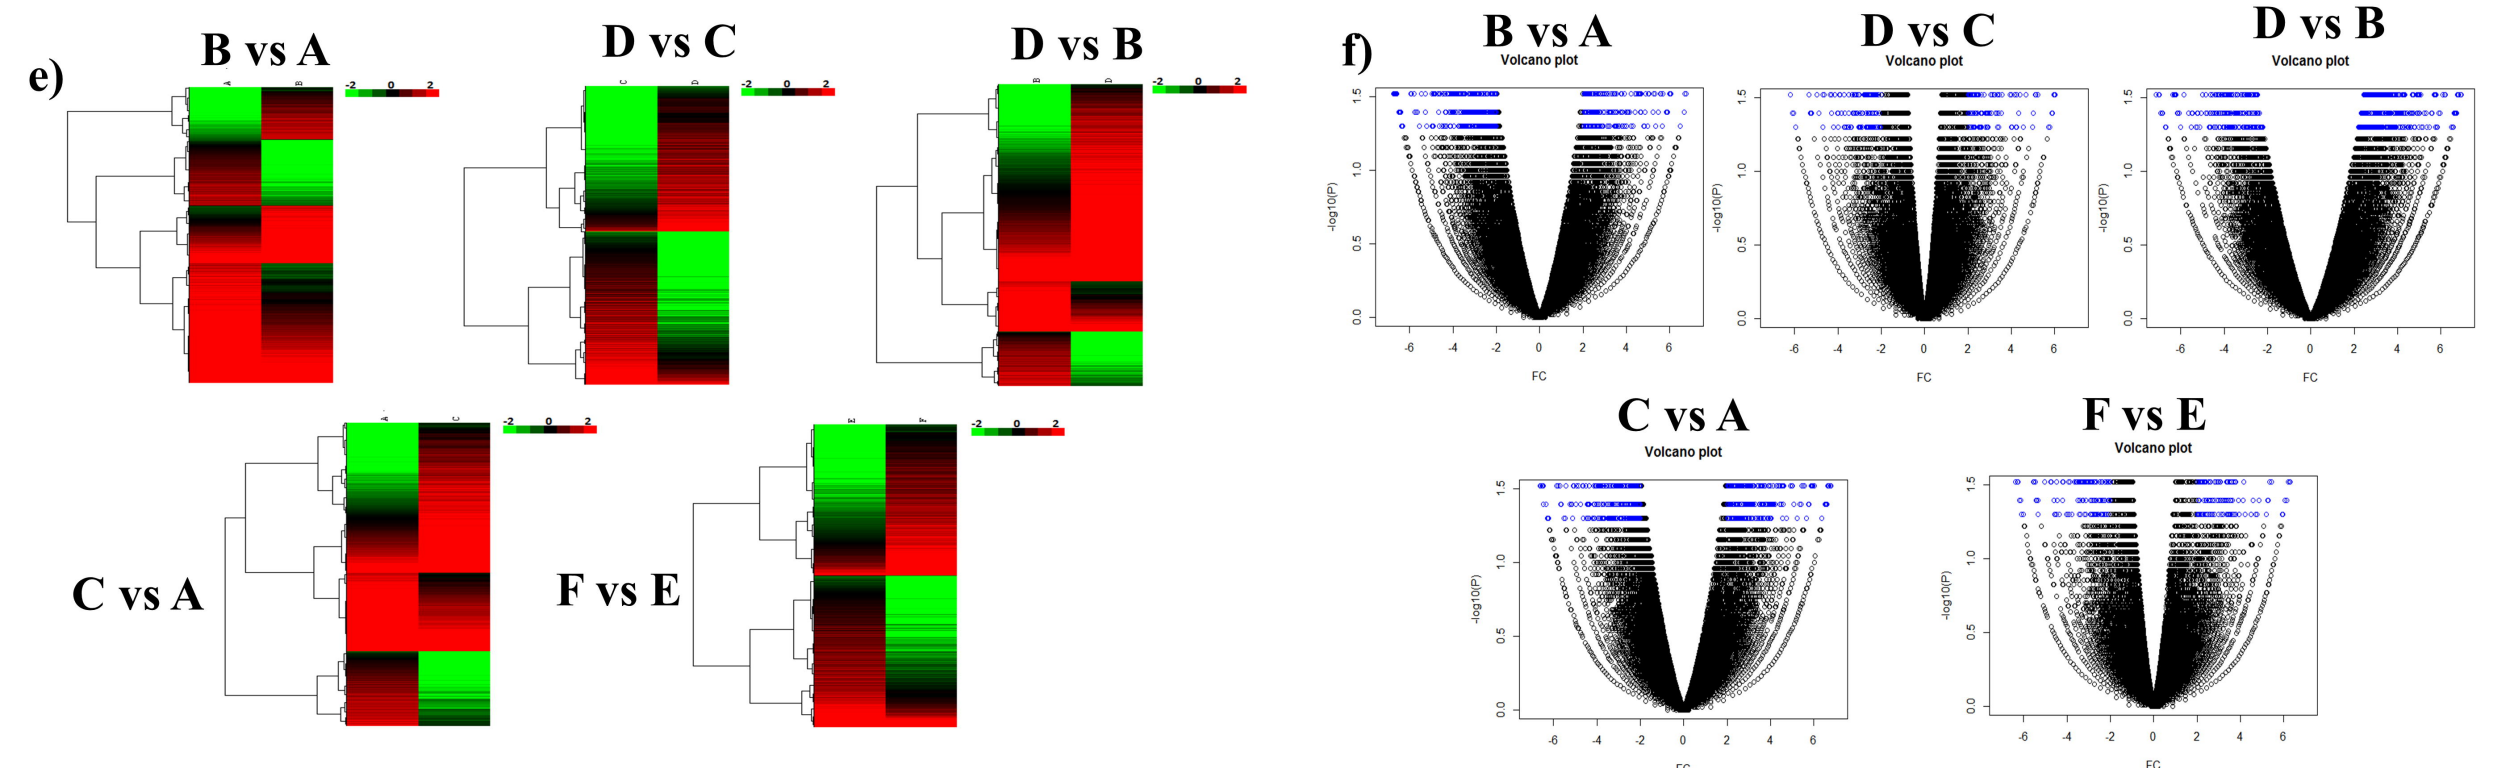 e)
B vs A
A
B
-2 0 2
D vs C
C
D
-2 0 2
D vs B
B
D
-2 0 2
C vs A
A
C
-2 0 2
F vs E
E
F
-2 0 2
f)
B vs A
Volcano plot
-log10(P)
0.0 0.5 1.0 1.5
-6 -4 -2 0 2 4 6
FC
D vs C
Volcano plot
-log10(P)
0.0 0.5 1.0 1.5
-6 -4 -2 0 2 4 6
FC
D vs B
Volcano plot
-log10(P)
0.0 0.5 1.0 1.5
-6 -4 -2 0 2 4 6
FC
C vs A
Volcano plot
-log10(P)
0.0 0.5 1.0 1.5
-6 -4 -2 0 2 4 6
FC
F vs E
Volcano plot
-log10(P)
0.0 0.5 1.0 1.5
-6 -4 -2 0 2 4 6
FC